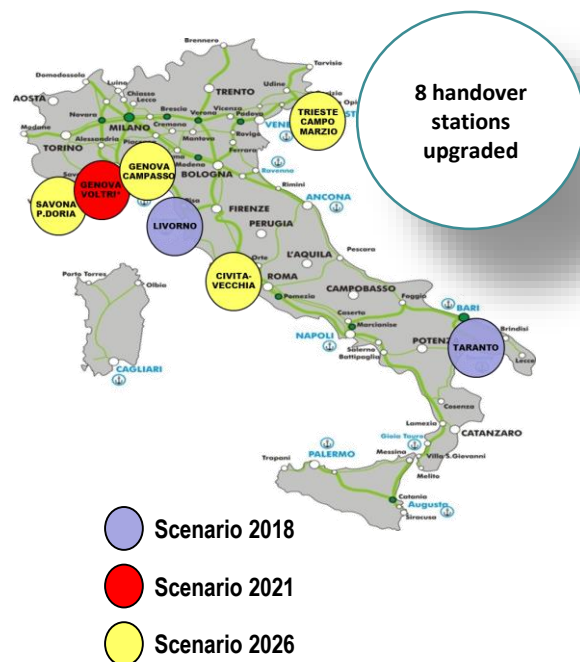 8 handover
stations
upgraded
Brennero
Tarvisio
Domodossola
Luino
Chiasso
Lecco
TRENTO
Udine
AOSTA
Novara
Brescia
Verona
Vicenza
Padova
TRIESTE
CAMPO
MARZIO
Modane
MILANO
Cremona
Mantova
Rovigo
TORINO
Alessandria
Ferrara
GENOVA
CAMPASSO
Modena
BOLOGNA
Ravenna
SAVONA
P.DORIA
GENOVA
VOLTRI*
Rimini
LIVORNO
FIRENZE
ANCONA
PERUGIA
CIVITA-
VECCHIA
Orte
L'AQUILA
Pescara
Porto Torres
Olbia
ROMA
Pomezia
CAMPOBASSO
Foggia
BARI
Caserta
Marcianise
NAPOLI
Salerno
Battipaglia
Brindisi
TARANTO
Lecce
CAGLIARI
Cosenza
Lamezia
CATANZARO
Gioia Tauro
PALERMO
Messina
Villa S.Giovanni
Trapani
Melito
Catania
Augusta
Siracusa
Scenario 2018
Scenario 2021
Scenario 2026